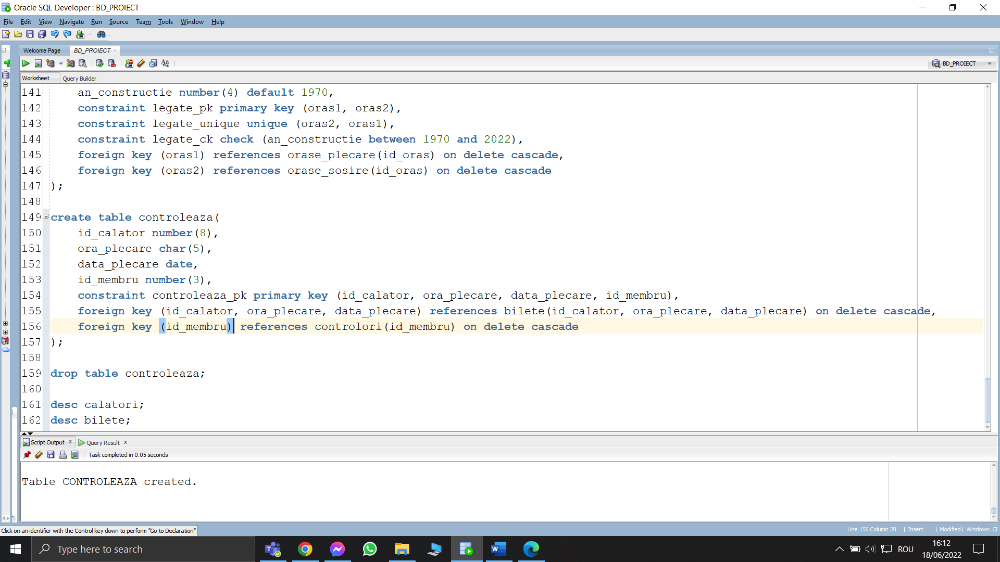 Oracle SQL Developer : BD_PROIECT
File Edit View Navigate Run Source Team Tools Window Help
Welcome Page BD_PROIECT
BD_PROIECT
Worksheet Query Builder
141 an_constructie number(4) default 1970,
142 constraint legate_pk primary key (oras1, oras2),
143 constraint legate_unique unique (oras2, oras1),
144 constraint legate_ck check (an_constructie between 1970 and 2022),
145 foreign key (oras1) references orase_plecare(id_oras) on delete cascade,
146 foreign key (oras2) references orase_sosire(id_oras) on delete cascade
147 );
148
149 create table controleaza(
150 id_calator number(8),
151 ora_plecare char(5),
152 data_plecare date,
153 id_membru number(3),
154 constraint controleaza_pk primary key (id_calator, ora_plecare, data_plecare, id_membru),
155 foreign key (id_calator, ora_plecare, data_plecare) references bilete(id_calator, ora_plecare, data_plecare) on delete cascade,
156 foreign key (id_membru) references controlori(id_membru) on delete cascade
157 );
158
159 drop table controleaza;
160
161 desc calatori;
162 desc bilete;
Script Output x Query Result x
Task completed in 0.05 seconds
Table CONTROLEAZA created.
Click on an identifier with the Control key down to perform "Go to Declaration"
| Line 156 Column 28 | Insert | Modified | Windows: CF
Type here to search
ROU
16:12
18/06/2022